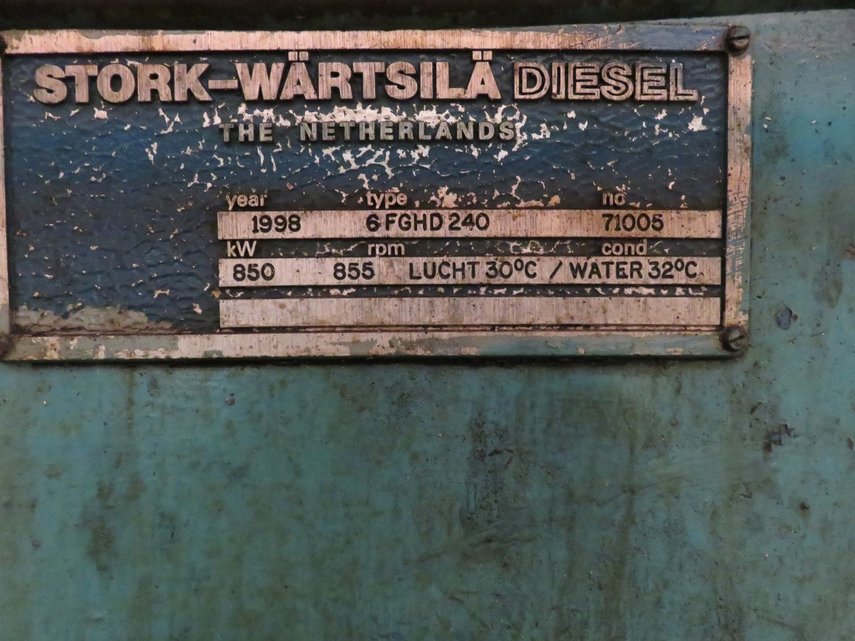 STORK-WÄRTSILÄ DIESEL
THE NETHERLANDS
year type no
1998 6 FGHD 240 71005
kW rpm cond
850 855 LUCHT 30°C / WATER 32°C